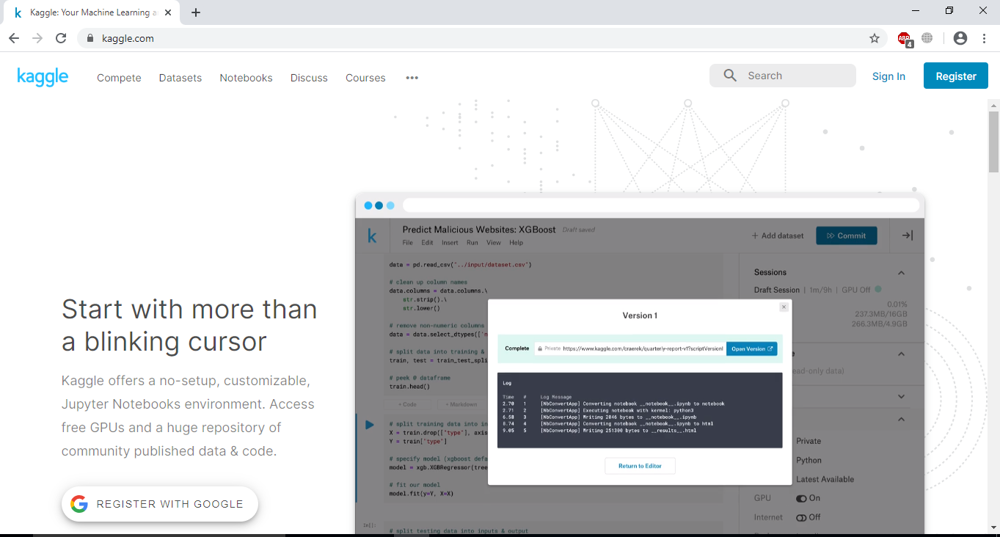 Kaggle: Your Machine Learning a
kaggle.com
ABP
4
kaggle
Compete
Datasets
Notebooks
Discuss
Courses
Search
Sign In
Register
Start with more than
a blinking cursor
Kaggle offers a no-setup, customizable,
Jupyter Notebooks environment. Access
free GPUs and a huge repository of
community published data & code.
REGISTER WITH GOOGLE
k
Predict Malicious Websites: XGBoost Draft saved
File Edit Insert Run View Help
+ Add dataset
Commit
data = pd.read_csv('../input/dataset.csv')
# clean up column names
data.columns = data.columns.\
str.strip().\
str.lower()
# remove non-numeric columns
data = data.select_dtypes(['n
# split data into training &
train, test = train_test_spli
# peek @ dataframe
train.head()
+ Code
+ Markdown
# split training data into in
X = train.drop(["type"], axis
Y = train["type"]
# specify model (xgboost defa
model = xgb.XGBRegressor(tree
# fit our model
model.fit(y=Y, X=X)
In[]:
# split testing data into inputs & output
Version 1
Complete
Private https://www.kaggle.com/craerek/quarterly-report-v1?scriptVersionI
Open Version
Log
Time # Log Message
2.70 1 [NbConvertApp] Converting notebook __notebook__.ipynb to notebook
2.71 2 [NbConvertApp] Executing notebook with kernel: python3
6.58 3 [NbConvertApp] Writing 2046 bytes to __notebook__.ipynb
8.74 4 [NbConvertApp] Converting notebook __notebook__.ipynb to html
9.05 5 [NbConvertApp] Writing 251300 bytes to __results__.html
Return to Editor
Sessions
Draft Session | 1m/9h | GPU Off
0.01%
237.3MB/16GB
266.3MB/4.9GB
ead-only data)
Private
Python
Latest Available
GPU On
Internet Off